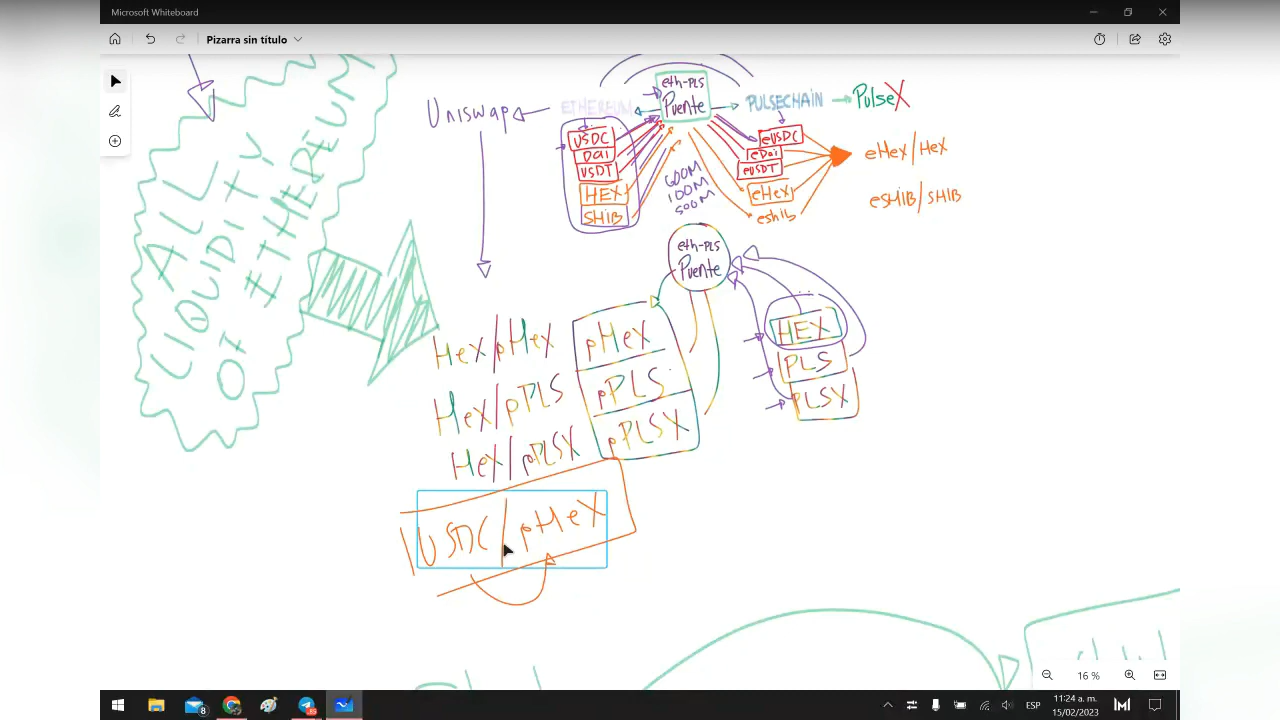 Microsoft Whiteboard
Pizarra sin título
ALL
LIQUIDITY
OF ETHEREUM
TO
Uniswap
ETHEREUM
eth-PLS
Puente
PULSECHAIN
PulseX
USDC
Dai
USDT
HEX
SHIB
eUSDC
eDai
eUSDT
eHex
eshib
600M
100M
500M
eHex/Hex
eSHIB/SHIB
eth-PLS
Puente
HEX
PLS
PLSX
Hex/pHex
pHex
Hex/pPLS
pPLS
Hex/pPLSX
pPLSX
USDC/pHeX
16 %
8
85
ESP
11:24 a. m.
15/02/2023